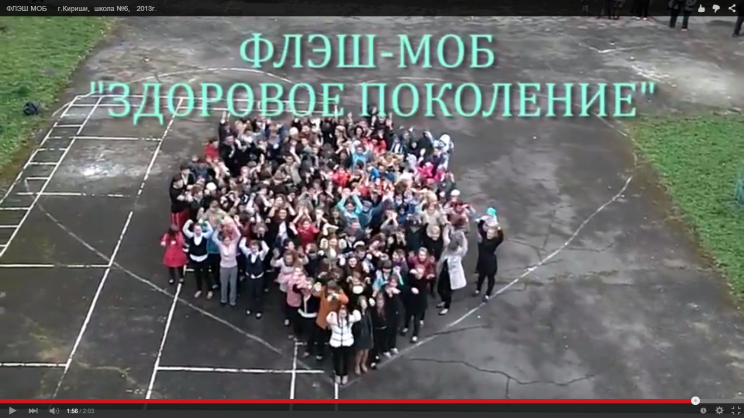 ФЛЭШ МОБ г.Кириши, школа №6, 2013г.
ФЛЭШ-МОБ
"ЗДОРОВОЕ ПОКОЛЕНИЕ"
1:56 / 2:03